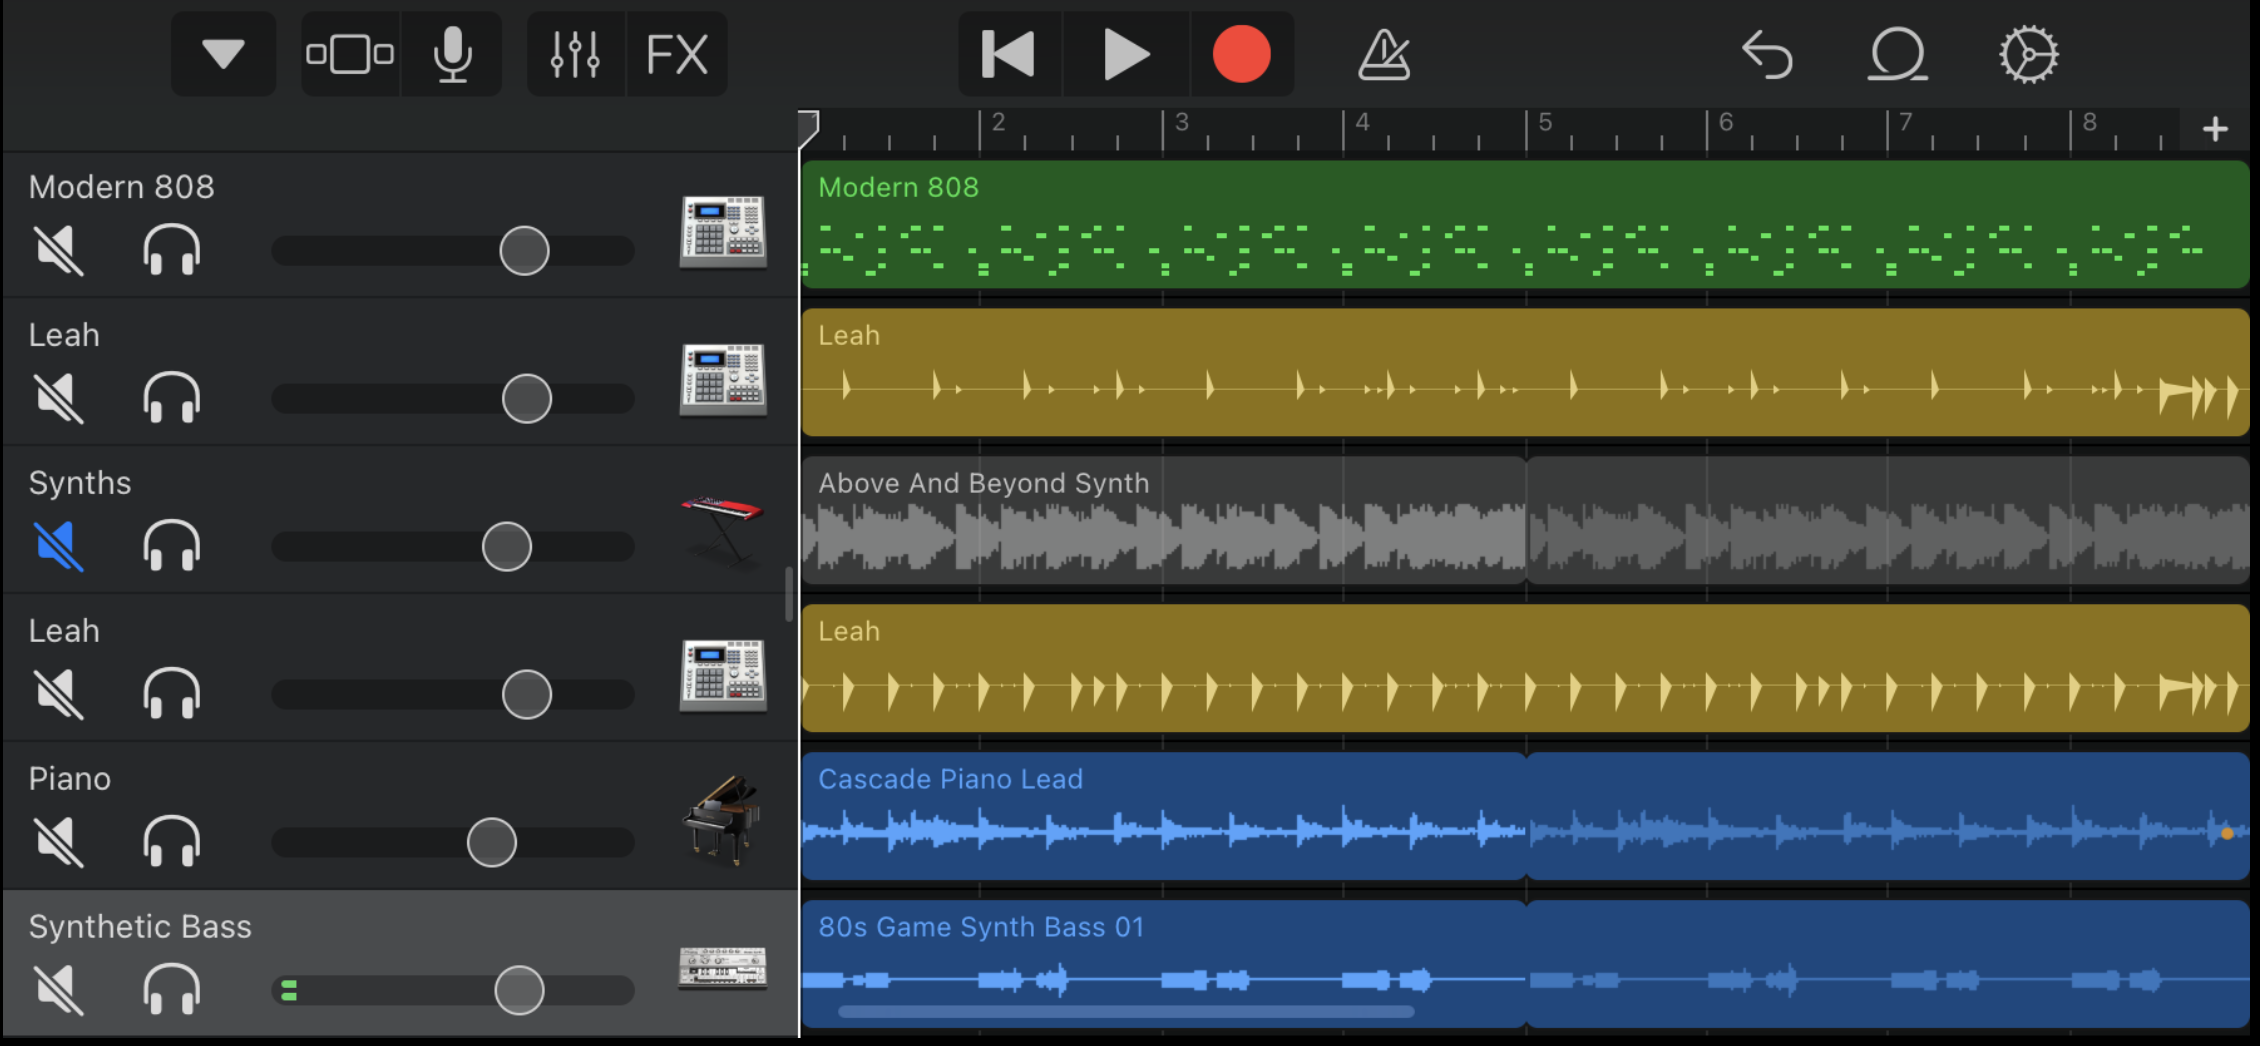 FX
2 3 4 5 6 7 8 +
Modern 808
Modern 808
Leah
Leah
Synths
Above And Beyond Synth
Leah
Leah
Piano
Cascade Piano Lead
Synthetic Bass
80s Game Synth Bass 01